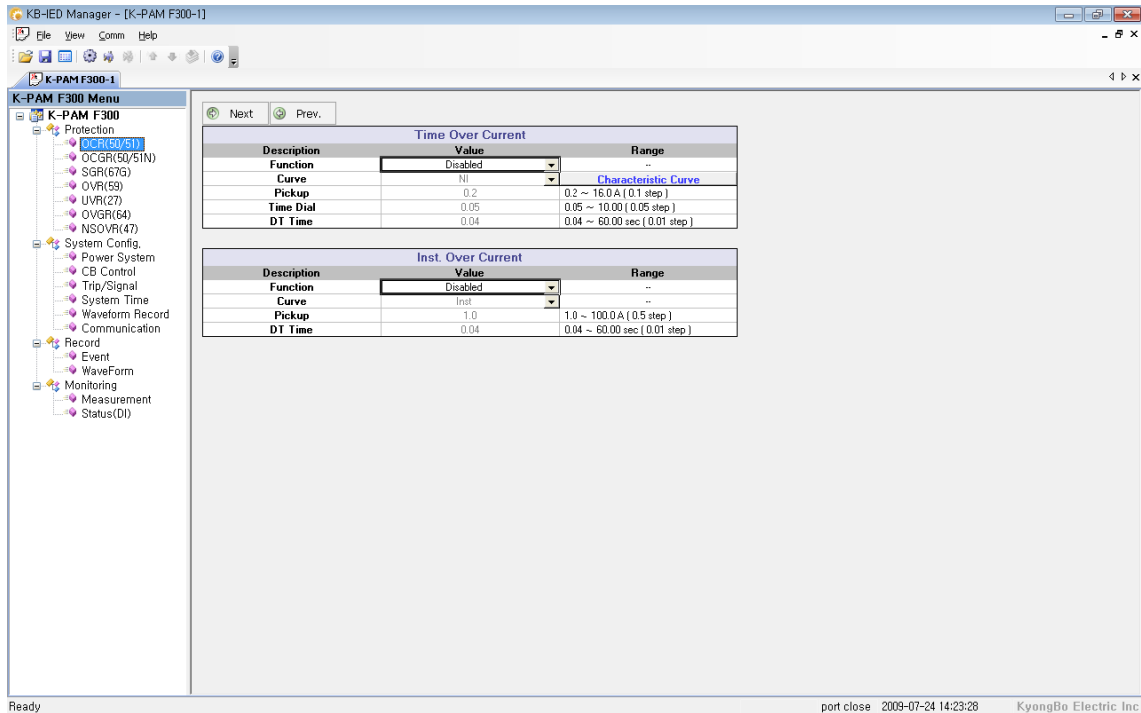 KB-IED Manager - [K-PAM F300-1]
File View Comm Help
K-PAM F300-1
K-PAM F300 Menu
K-PAM F300
Protection
OCR(50/51)
OCGR(50/51N)
SGR(67G)
OVR(59)
UVR(27)
OVGR(64)
NSOVR(47)
System Config,
Power System
CB Control
Trip/Signal
System Time
Waveform Record
Communication
Record
Event
WaveForm
Monitoring
Measurement
Status(DI)
Next Prev.
Time Over Current
Description Value Range
Function Disabled --
Curve NI Characteristic Curve
Pickup 0.2 0.2 ~ 16.0 A ( 0.1 step )
Time Dial 0.05 0.05 ~ 10.00 ( 0.05 step )
DT Time 0.04 0.04 ~ 60.00 sec ( 0.01 step )
Inst. Over Current
Description Value Range
Function Disabled --
Curve Inst --
Pickup 1.0 1.0 ~ 100.0 A ( 0.5 step )
DT Time 0.04 0.04 ~ 60.00 sec ( 0.01 step )
Ready port close 2009-07-24 14:23:28 KyongBo Electric Inc